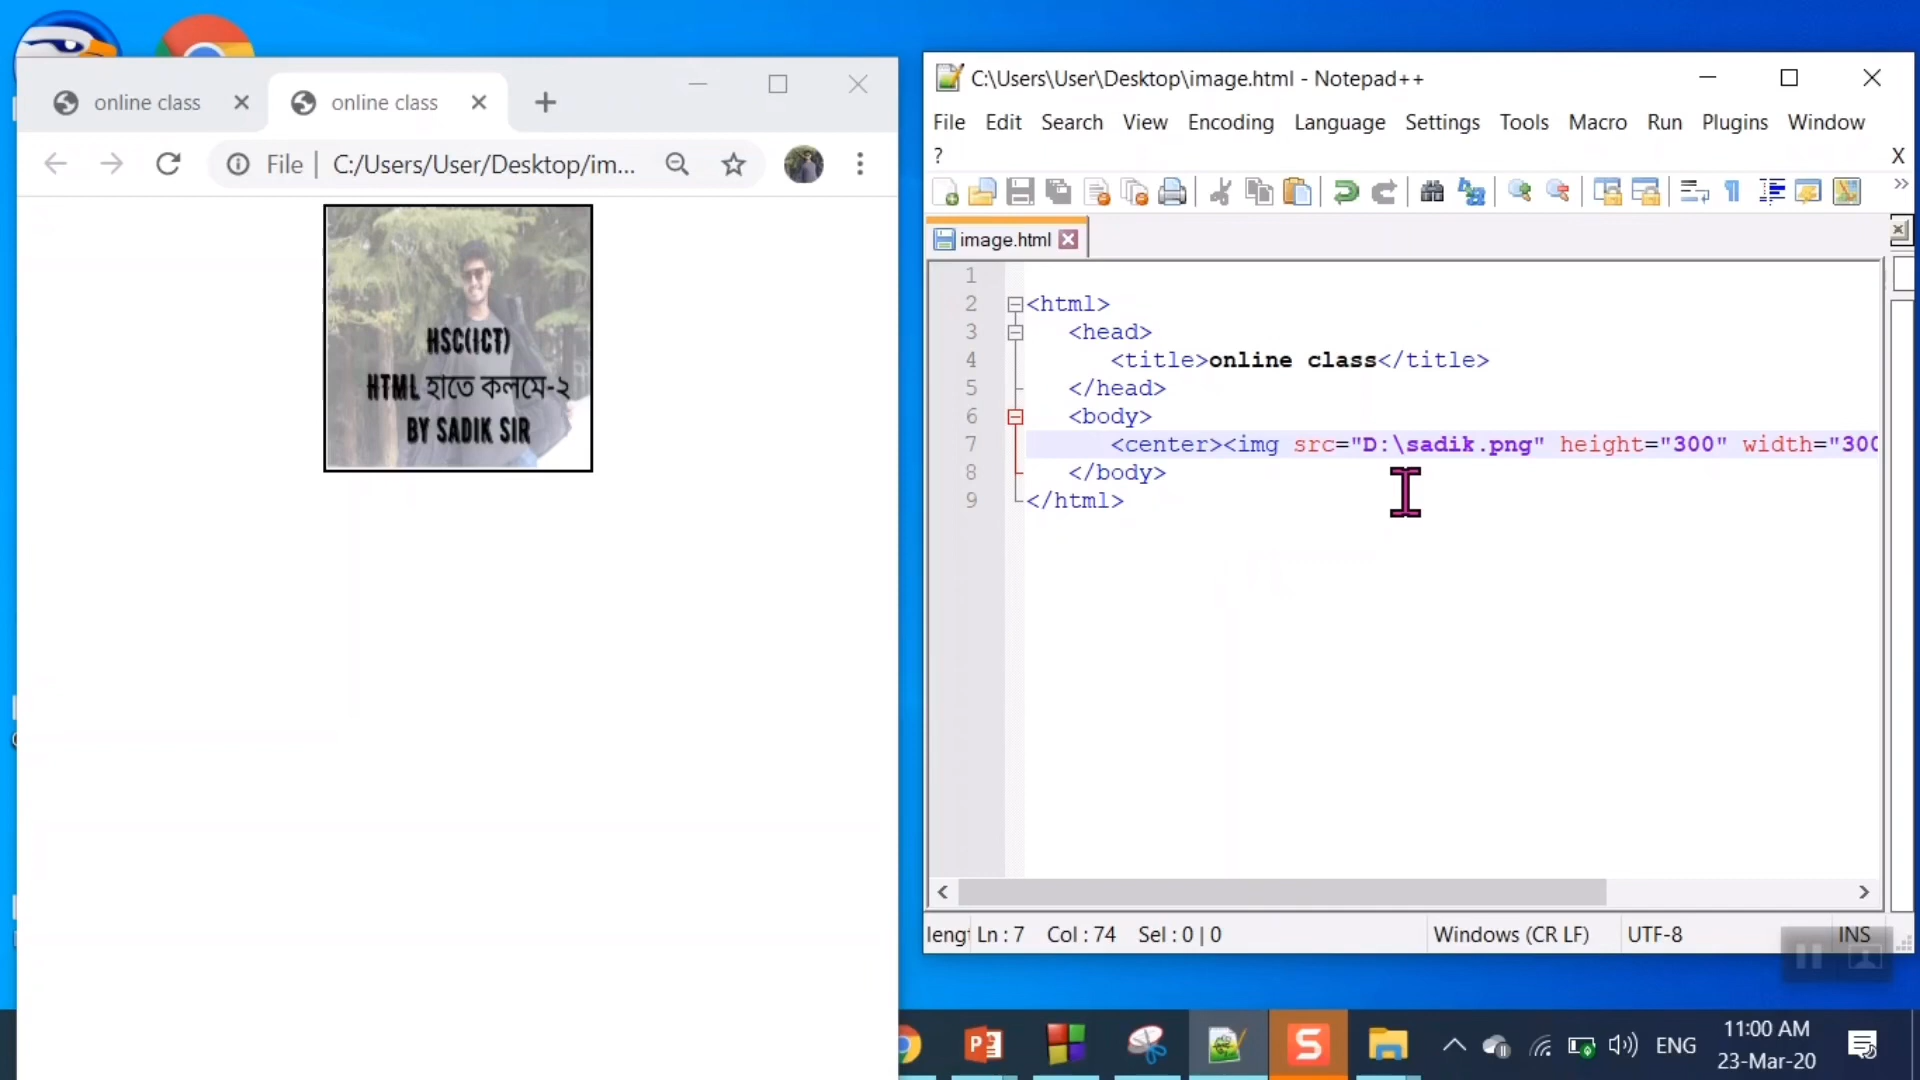 online class
online class
File
C:/Users/User/Desktop/im...
HSC(ICT)
HTML হাতে কলমে-২
BY SADIK SIR
C:\Users\User\Desktop\image.html - Notepad++
File Edit Search View Encoding Language Settings Tools Macro Run Plugins Window
?
X
image.html
1
2 <html>
3 <head>
4 <title>online class</title>
5 </head>
6 <body>
7 <center><img src="D:\sadik.png" height="300" width="300
8 </body>
9 </html>
lengt Ln : 7 Col : 74 Sel : 0 | 0 Windows (CR LF) UTF-8 INS
ENG
11:00 AM
23-Mar-20